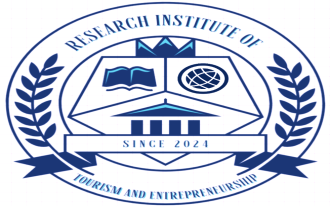 RESEARCH INSTITUTE OF
SINCE 2024
TOURISM AND ENTREPRENEURSHIP